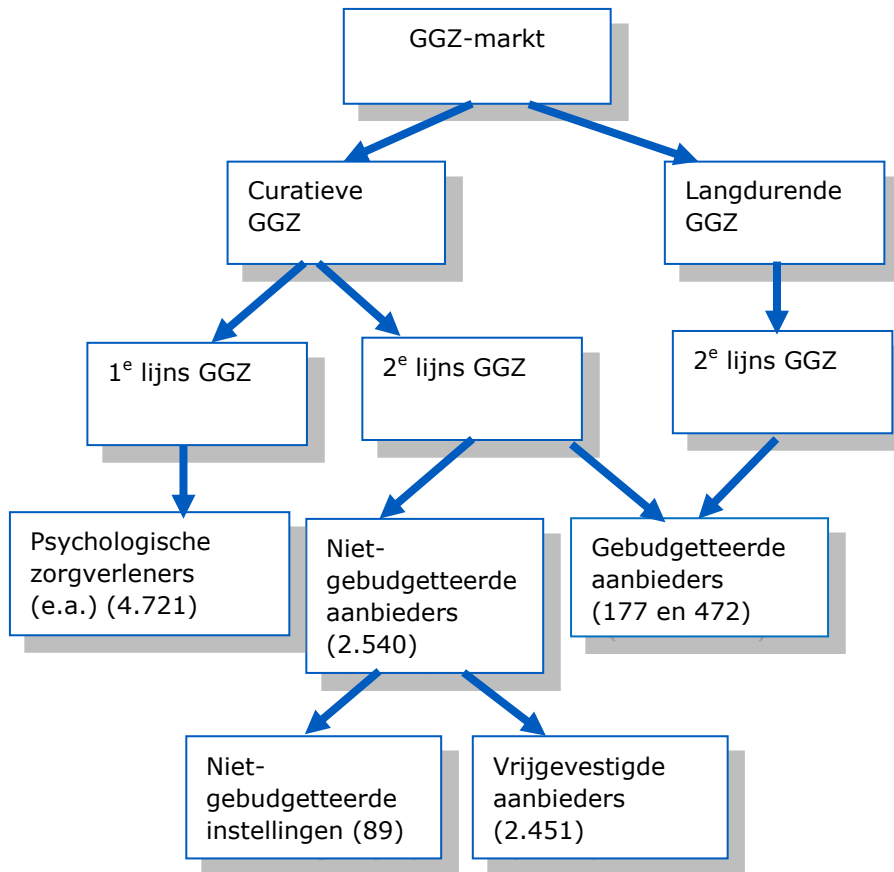 GGZ-markt
Curatieve
GGZ
Langdurende
GGZ
1e lijns GGZ
2e lijns GGZ
2e lijns GGZ
Psychologische
zorgverleners
(e.a.) (4.721)
Niet-
gebudgetteerde
aanbieders
(2.540)
Gebudgetteerde
aanbieders
(177 en 472)
Niet-
gebudgetteerde
instellingen (89)
Vrijgevestigde
aanbieders
(2.451)